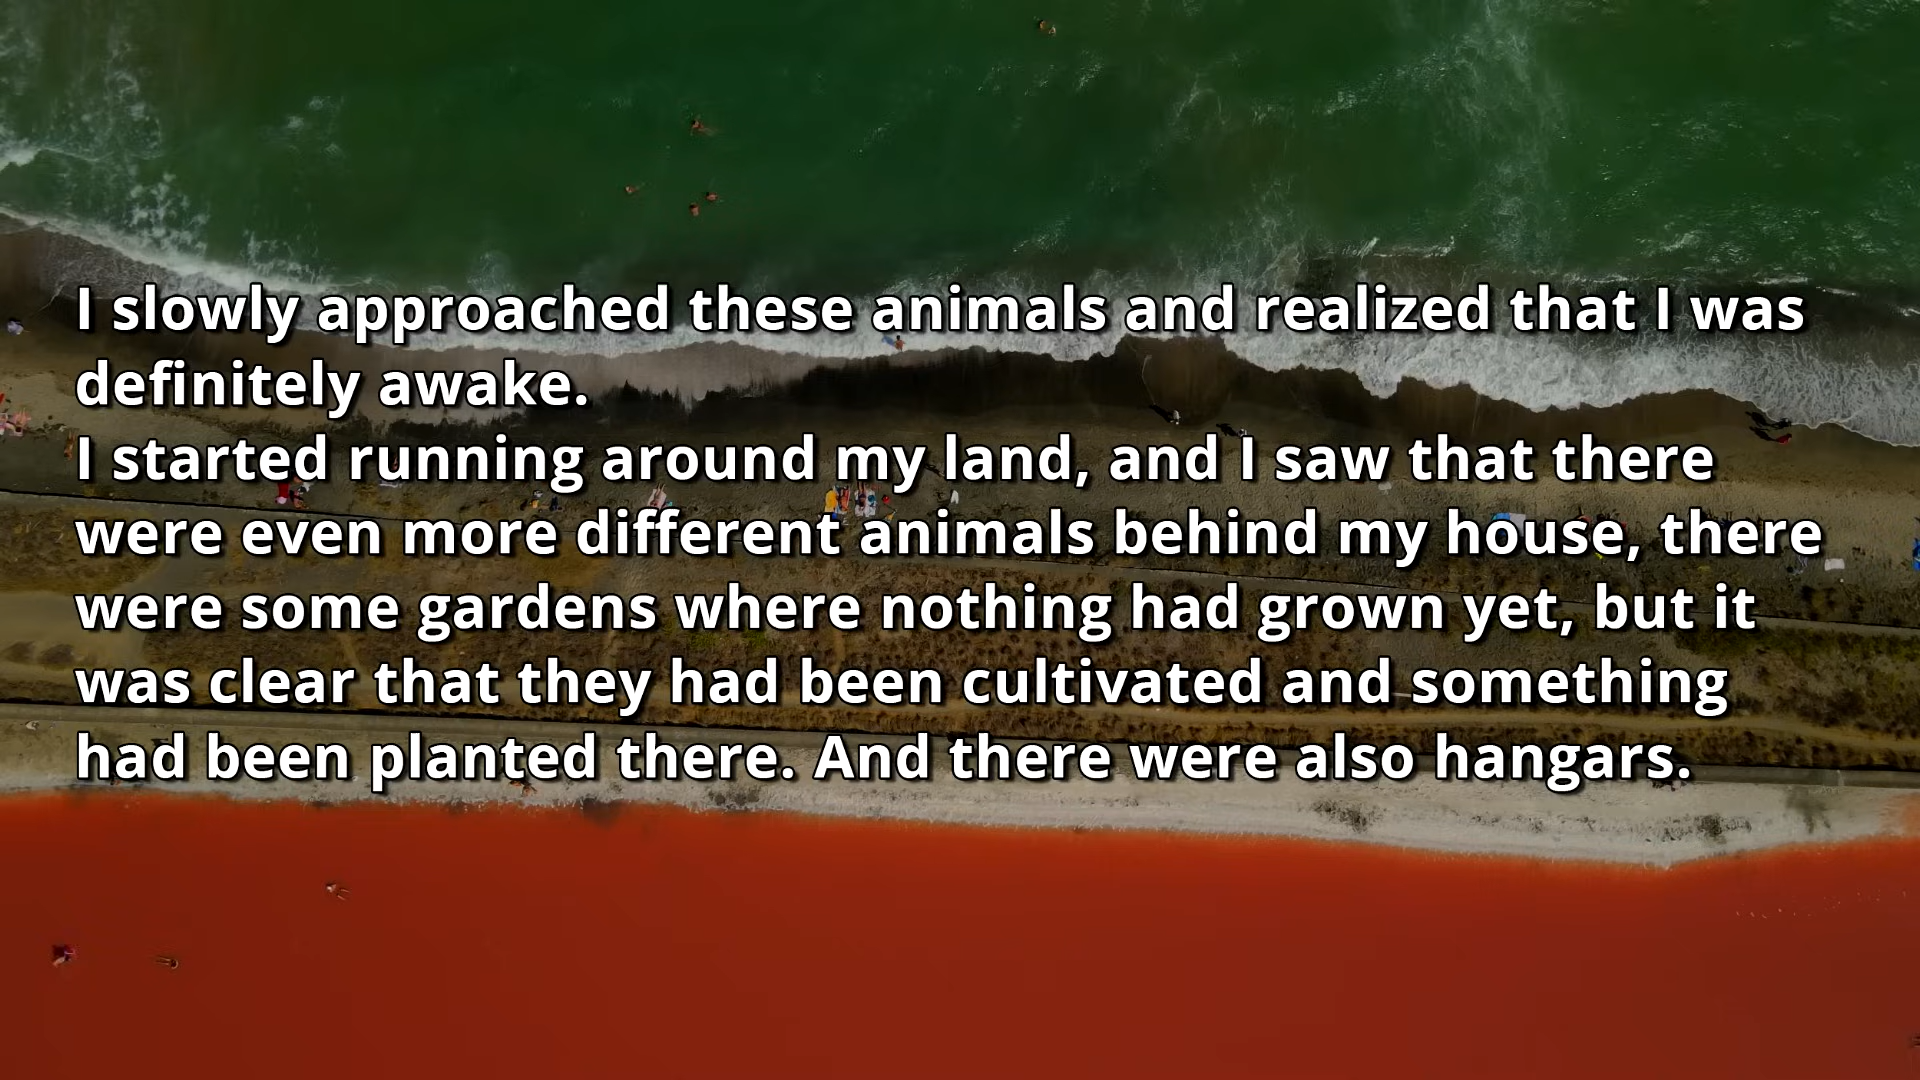 I slowly approached these animals and realized that I was
definitely awake.
I started running around my land, and I saw that there
were even more different animals behind my house, there
were some gardens where nothing had grown yet, but it
was clear that they had been cultivated and something
had been planted there. And there were also hangars.